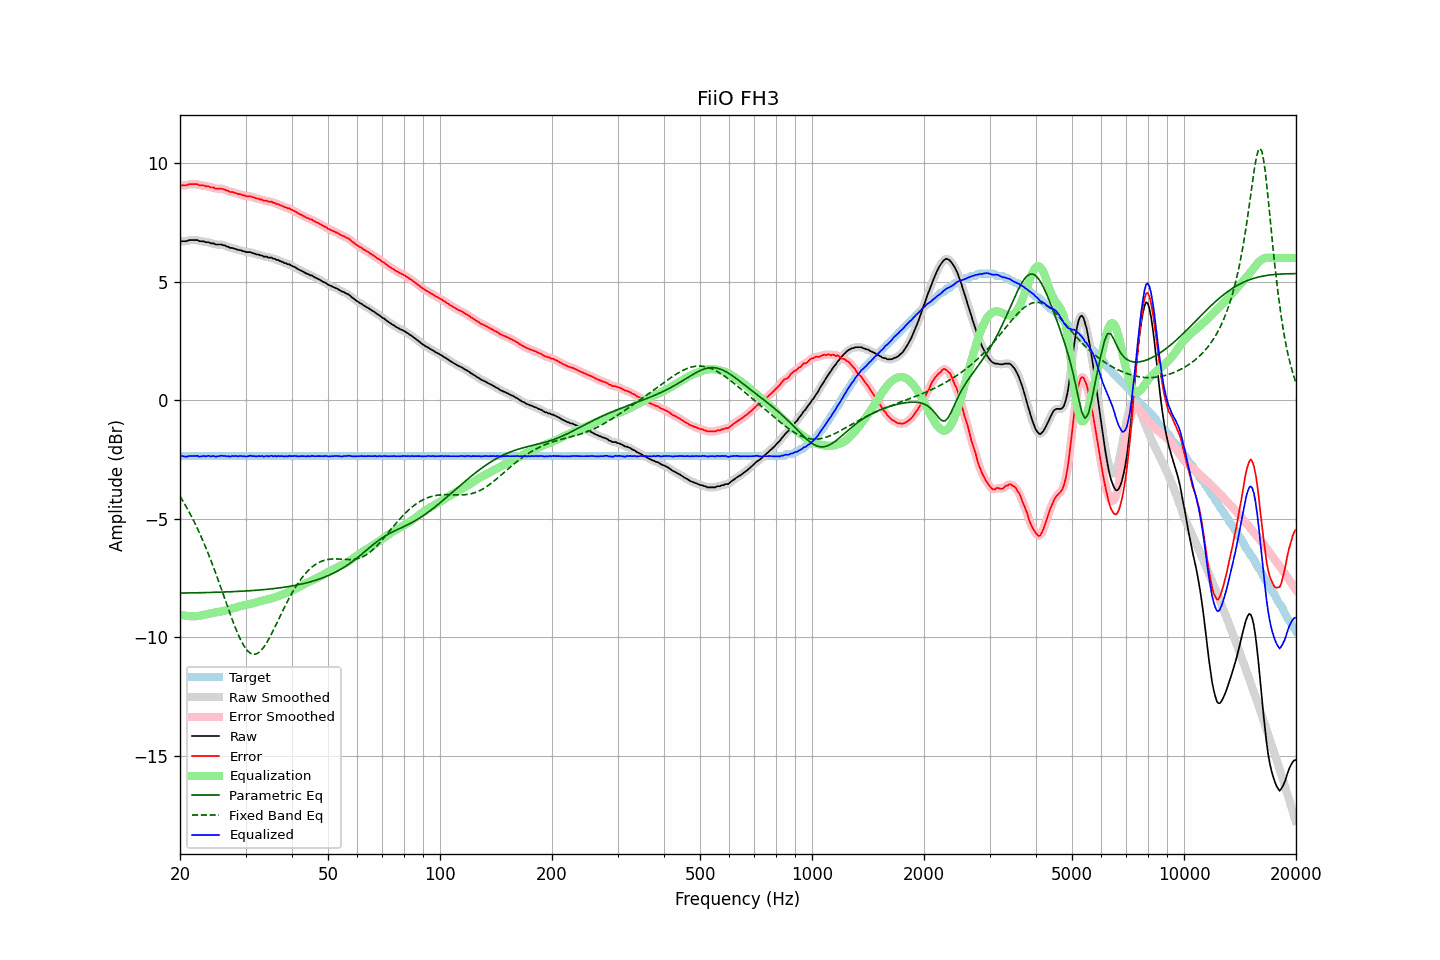 FiiO FH3
Amplitude (dBr)
10
5
0
−5
−10
−15
Target
Raw Smoothed
Error Smoothed
Raw
Error
Equalization
Parametric Eq
Fixed Band Eq
Equalized
20 50 100 200 500 1000 2000 5000 10000 20000
Frequency (Hz)